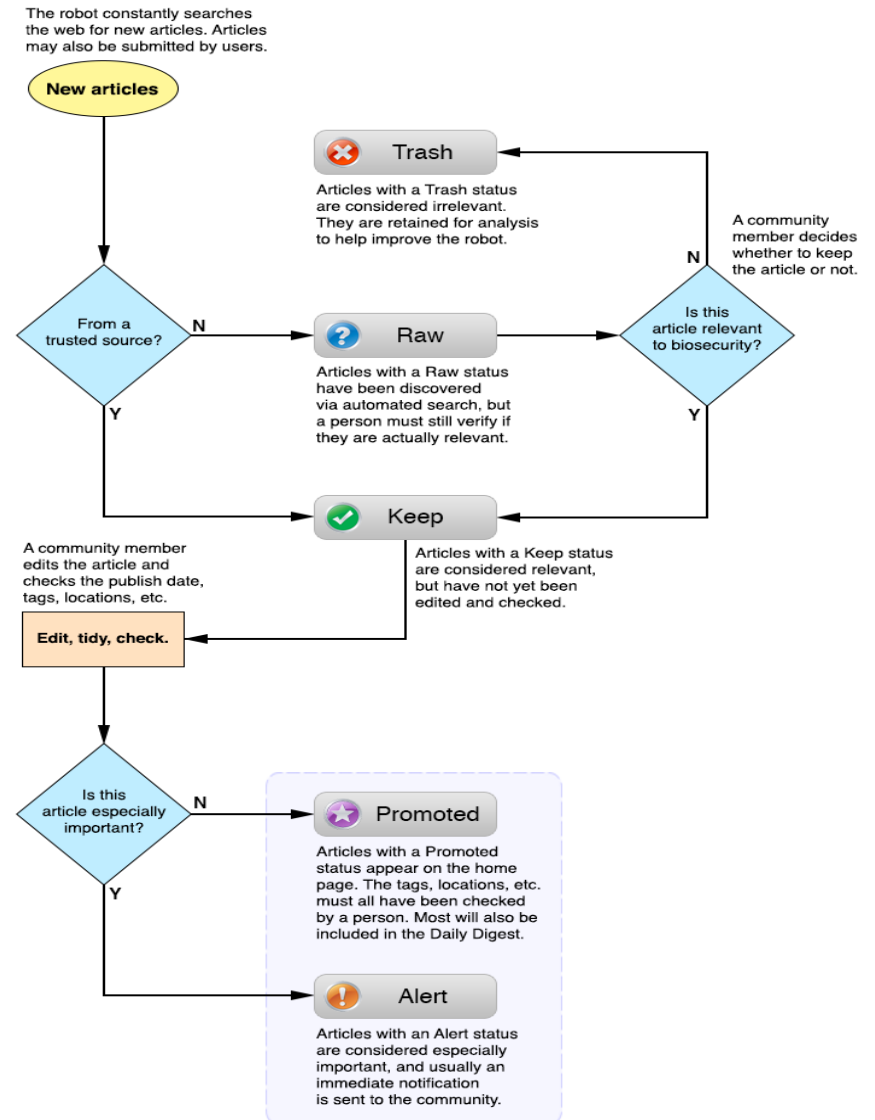 The robot constantly searches
the web for new articles. Articles
may also be submitted by users.
New articles
Trash
Articles with a Trash status
are considered irrelevant.
They are retained for analysis
to help improve the robot.
A community
member decides
whether to keep
the article or not.
N
From a
trusted source?
N
Raw
Is this
article relevant
to biosecurity?
Articles with a Raw status
have been discovered
via automated search, but
a person must still verify if
they are actually relevant.
Y
Y
Keep
Articles with a Keep status
are considered relevant,
but have not yet been
edited and checked.
A community member
edits the article and
checks the publish date,
tags, locations, etc.
Edit, tidy, check.
Is this
article especially
important?
N
Promoted
Articles with a Promoted
status appear on the home
page. The tags, locations, etc.
must all have been checked
by a person. Most will also be
included in the Daily Digest.
Y
Alert
Articles with an Alert status
are considered especially
important, and usually an
immediate notification
is sent to the community.